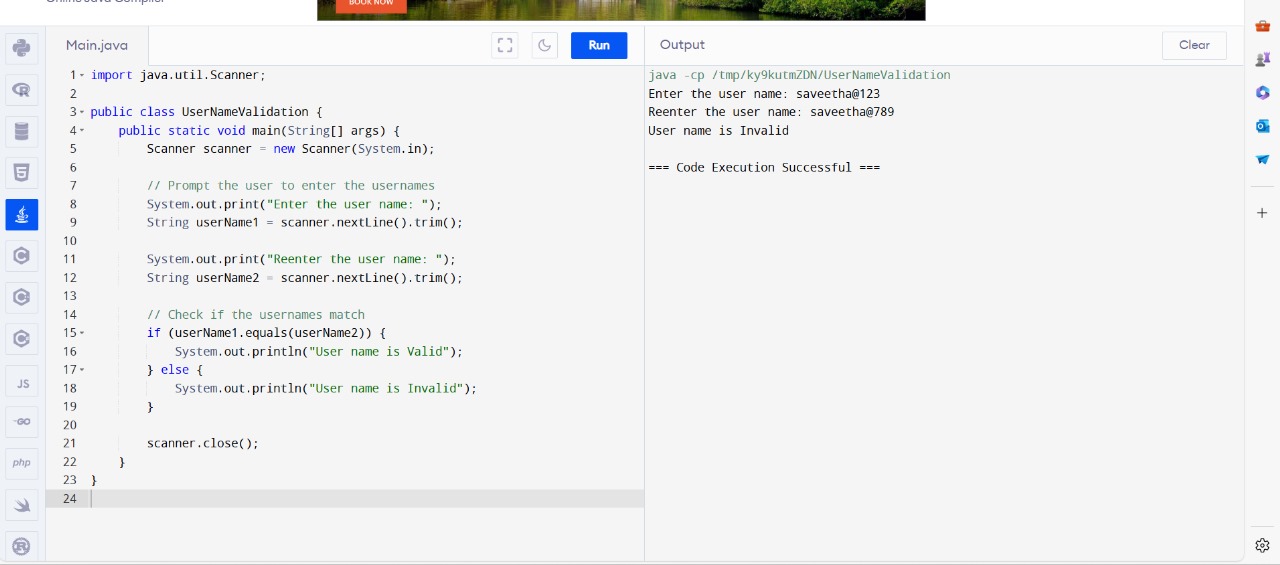 Online Java Compiler
BOOK NOW
Main.java
Run
Output
Clear
1 import java.util.Scanner;
2
3 public class UserNameValidation {
4     public static void main(String[] args) {
5         Scanner scanner = new Scanner(System.in);
6
7         // Prompt the user to enter the usernames
8         System.out.print("Enter the user name: ");
9         String userName1 = scanner.nextLine().trim();
10
11         System.out.print("Reenter the user name: ");
12         String userName2 = scanner.nextLine().trim();
13
14         // Check if the usernames match
15         if (userName1.equals(userName2)) {
16             System.out.println("User name is Valid");
17         } else {
18             System.out.println("User name is Invalid");
19         }
20
21         scanner.close();
22     }
23 }
24
java -cp /tmp/ky9kutmZDN/UserNameValidation
Enter the user name: saveetha@123
Reenter the user name: saveetha@789
User name is Invalid
=== Code Execution Successful ===
JS
GO
php